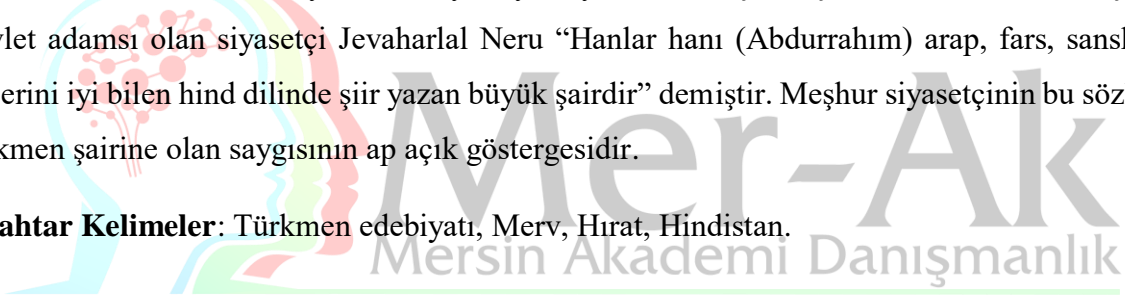 vlet adamsı olan siyasetçi Jevaharlal Neru “Hanlar hanı (Abdurrahım) arap, fars, sansk
erini iyi bilen hind dilinde şiir yazan büyük şairdir” demiştir. Meşhur siyasetçinin bu söz
kmen şairine olan saygısının ap açık göstergesidir.
ahtar Kelimeler: Türkmen edebiyatı, Merv, Hırat, Hindistan.
Mer-Ak
Mersin Akademi Danışmanlık